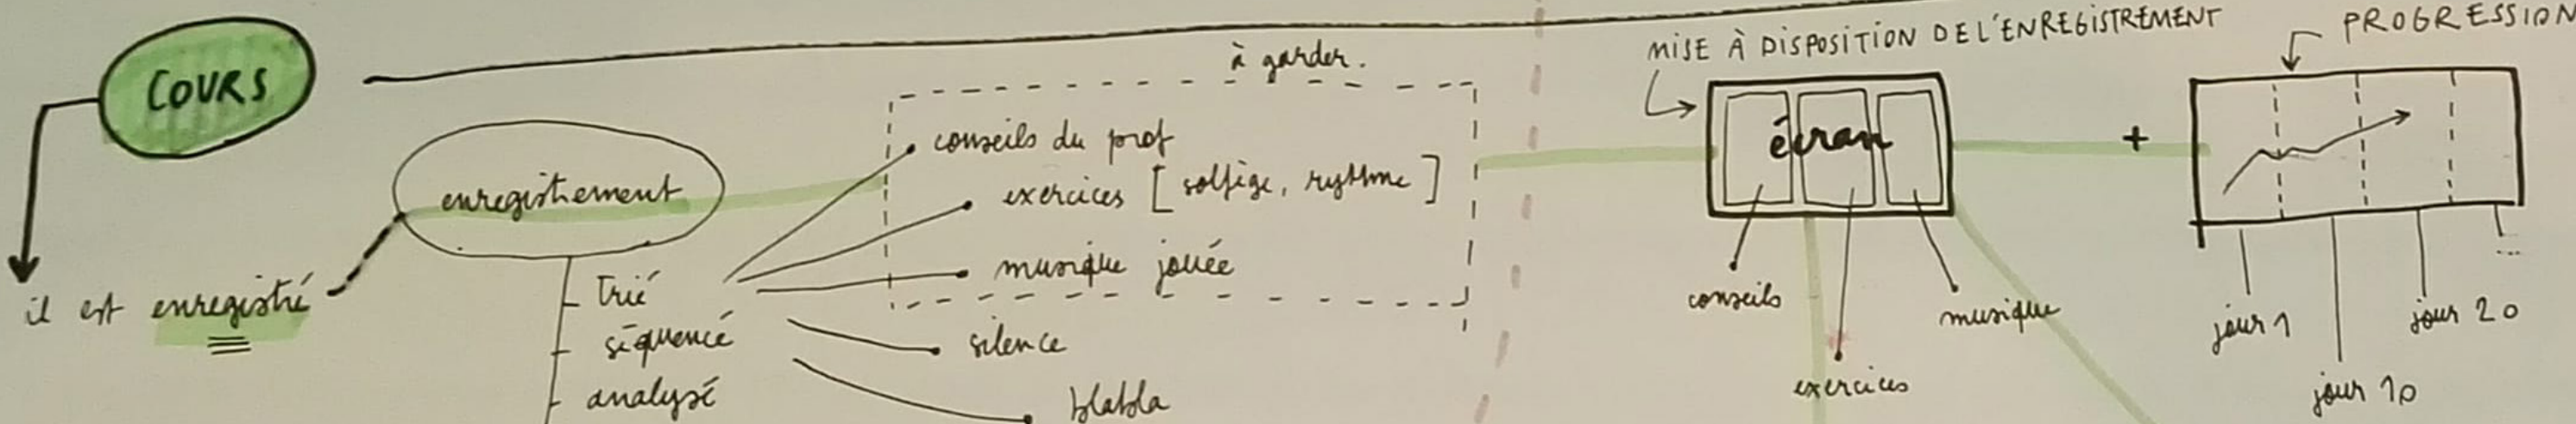 COURS
il est enregistré
enregistrement
trié
séquencé
analysé
à garder.
conseils du prof
exercices [solfège, rythme]
musique jouée
silence
blabla
MISE À DISPOSITION DE L'ENREGISTREMENT
écran
conseils
exercices
musique
+
PROGRESSION
jour 1
jour 10
jour 20
...